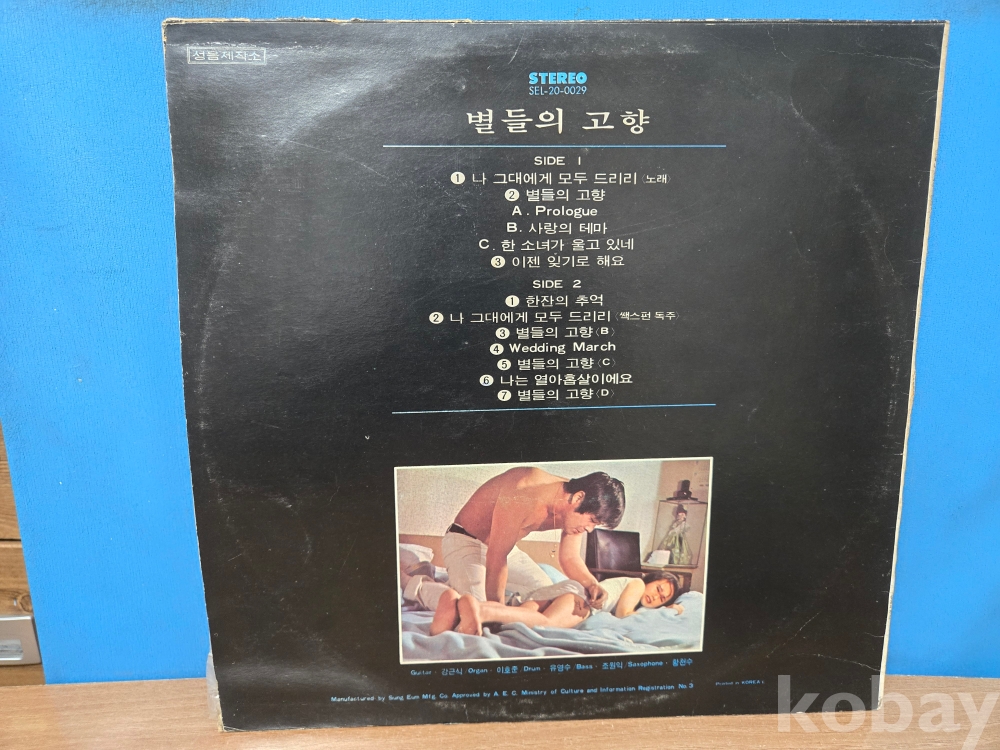 성음제작소
STEREO
SEL-20-0029
별들의 고향
SIDE 1
❶ 나 그대에게 모두 드리리 (노래)
❷ 별들의 고향
A. Prologue
B. 사랑의 테마
C. 한 소녀가 울고 있네
❸ 이젠 잊기로 해요
SIDE 2
❶ 한잔의 추억
❷ 나 그대에게 모두 드리리 (쌕스폰 독주)
❸ 별들의 고향 (B)
❹ Wedding March
❺ 별들의 고향 (C)
❻ 나는 열아홉살이에요
❼ 별들의 고향 (D)
Guitar · 강근식/Organ · 이호준/Drum · 유영수/Bass · 조원익/Saxophone · 황천수
Manufactured by Sung Eum Mfg. Co. Approved by A. E. C. Ministry of Culture and Information Registration No.3
Printed in KOREA
kobay